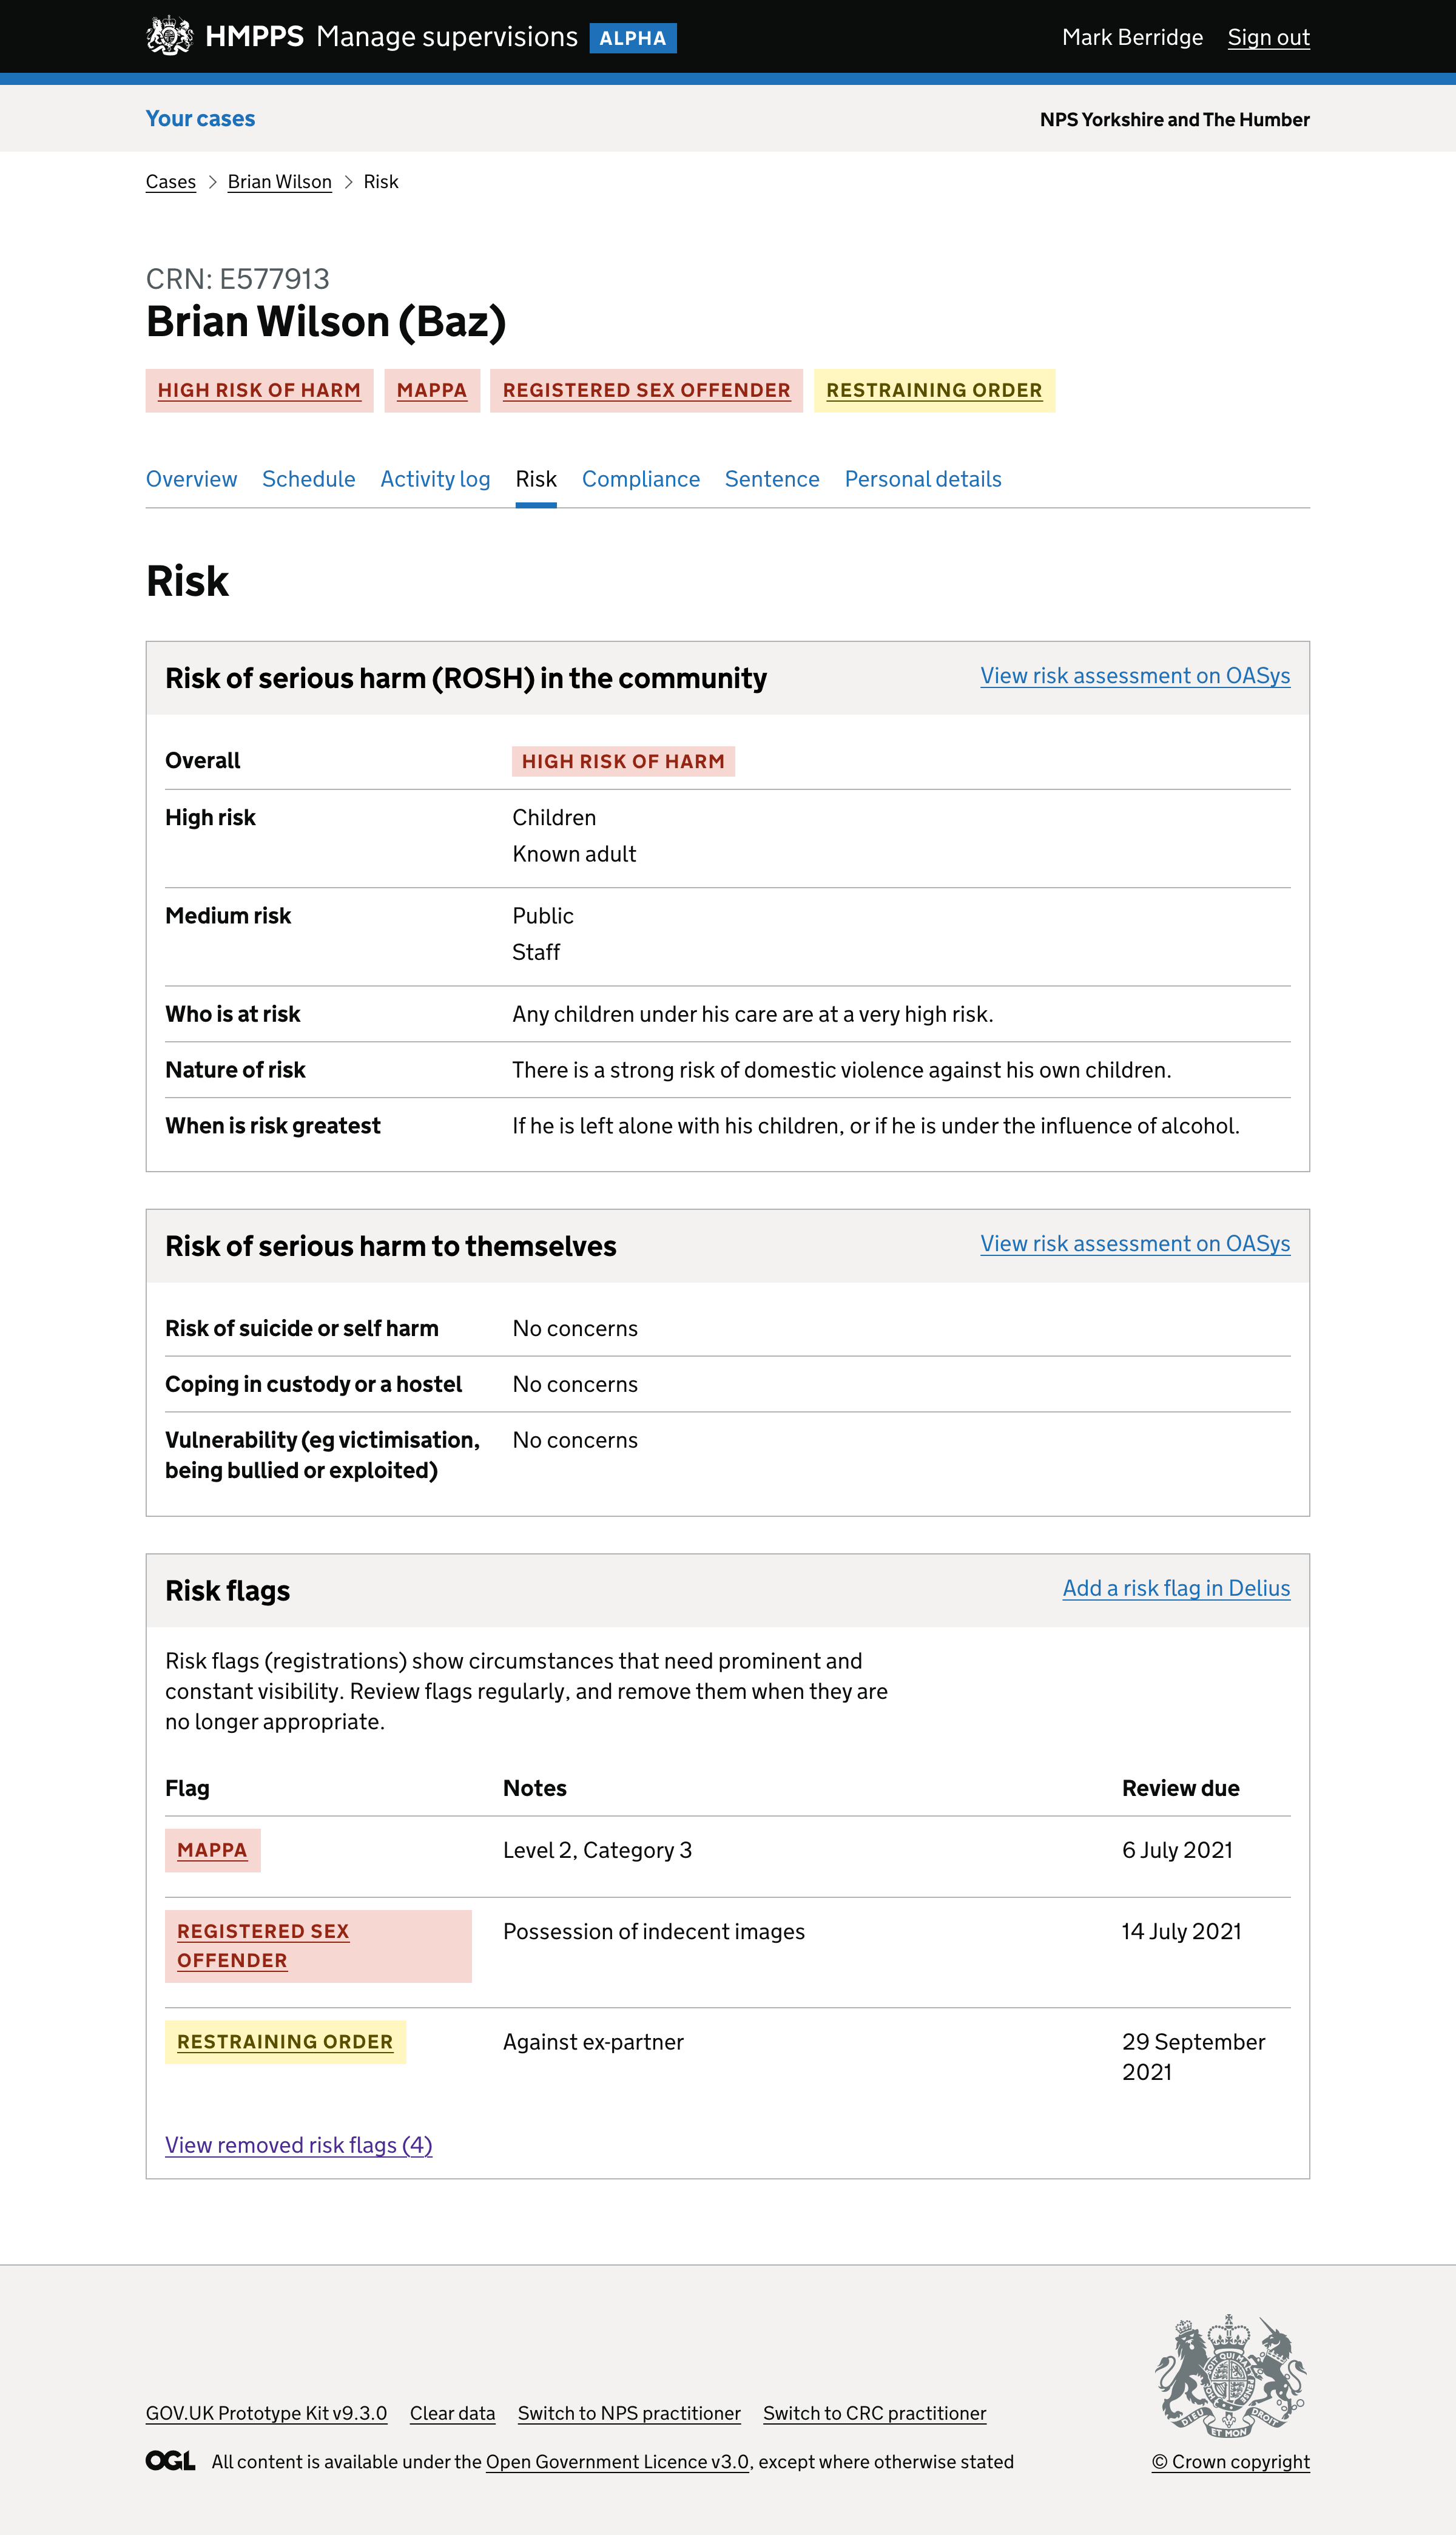 HMPPS Manage supervisions ALPHA Mark Berridge Sign out
Your cases NPS Yorkshire and The Humber
Cases Brian Wilson Risk
CRN: E577913
Brian Wilson (Baz)
HIGH RISK OF HARM MAPPA REGISTERED SEX OFFENDER RESTRAINING ORDER
Overview Schedule Activity log Risk Compliance Sentence Personal details
Risk
Risk of serious harm (ROSH) in the community View risk assessment on OASys
Overall HIGH RISK OF HARM
High risk Children
Known adult
Medium risk Public
Staff
Who is at risk Any children under his care are at a very high risk.
Nature of risk There is a strong risk of domestic violence against his own children.
When is risk greatest If he is left alone with his children, or if he is under the influence of alcohol.
Risk of serious harm to themselves View risk assessment on OASys
Risk of suicide or self harm No concerns
Coping in custody or a hostel No concerns
Vulnerability (eg victimisation, No concerns
being bullied or exploited)
Risk flags Add a risk flag in Delius
Risk flags (registrations) show circumstances that need prominent and
constant visibility. Review flags regularly, and remove them when they are
no longer appropriate.
Flag Notes Review due
MAPPA Level 2, Category 3 6 July 2021
REGISTERED SEX Possession of indecent images 14 July 2021
OFFENDER
RESTRAINING ORDER Against ex-partner 29 September
2021
View removed risk flags (4)
GOV.UK Prototype Kit v9.3.0 Clear data Switch to NPS practitioner Switch to CRC practitioner
OGL All content is available under the Open Government Licence v3.0, except where otherwise stated © Crown copyright